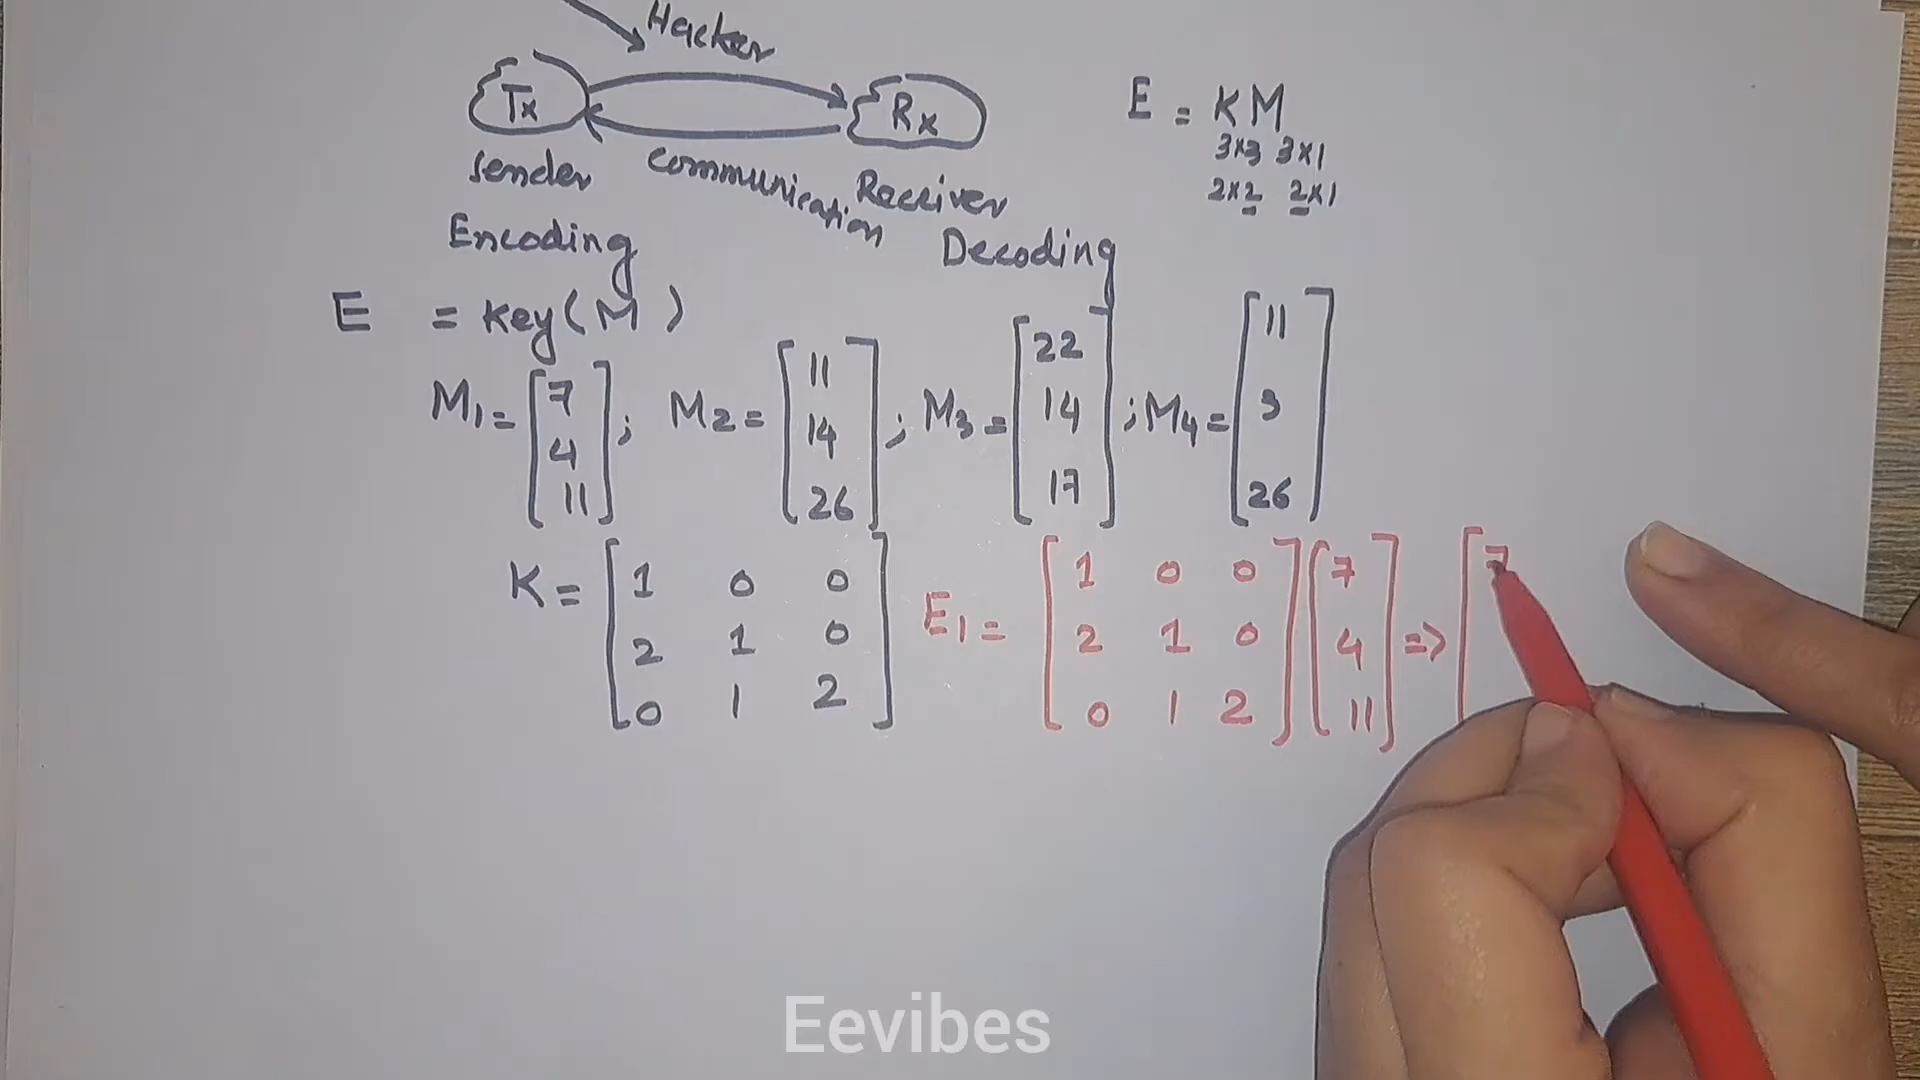 Hacker
Tx
Rx
sender
communication
Receiver
Encoding
Decoding
E = KM
3x3 3x1
2x2 2x1
E = Key(M)
M1 = [7 4 11]; M2 = [11 14 26]; M3 = [22 14 17]; M4 = [11 3 26]
K = [1 0 0
2 1 0
0 1 2]
E1 = [1 0 0
2 1 0
0 1 2] [7 4 11] => [7
Eevibes